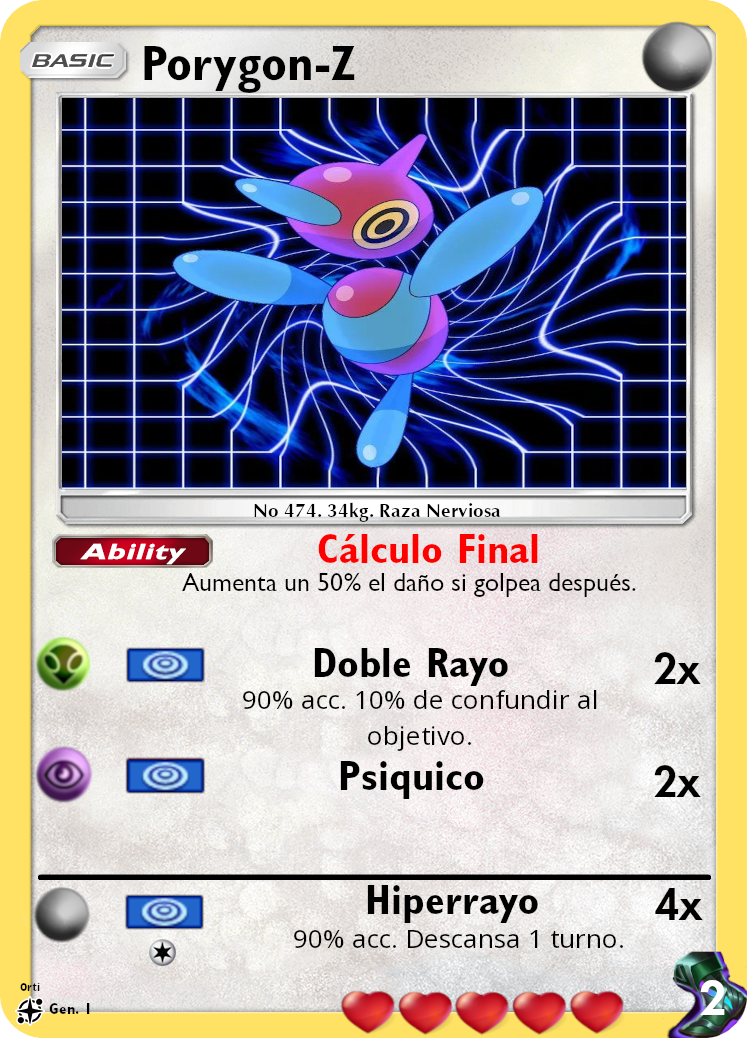 BASIC Porygon-Z
No 474. 34kg. Raza Nerviosa
Ability Cálculo Final
Aumenta un 50% el daño si golpea después.
Doble Rayo 2x
90% acc. 10% de confundir al
objetivo.
Psiquico 2x
Hiperrayo 4x
90% acc. Descansa 1 turno.
Orti
Gen. I
2